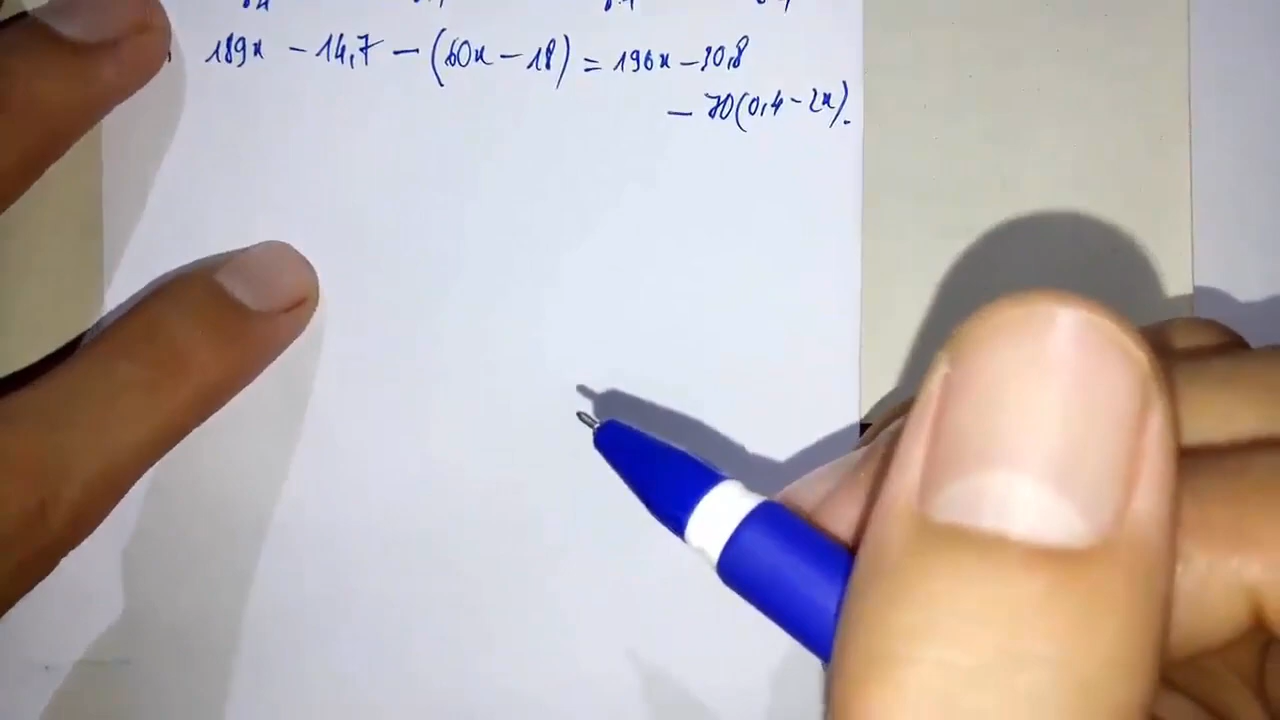 189x - 14,7 - (60x - 18) = 196x - 30,8
- 70(0,4 - 2x).